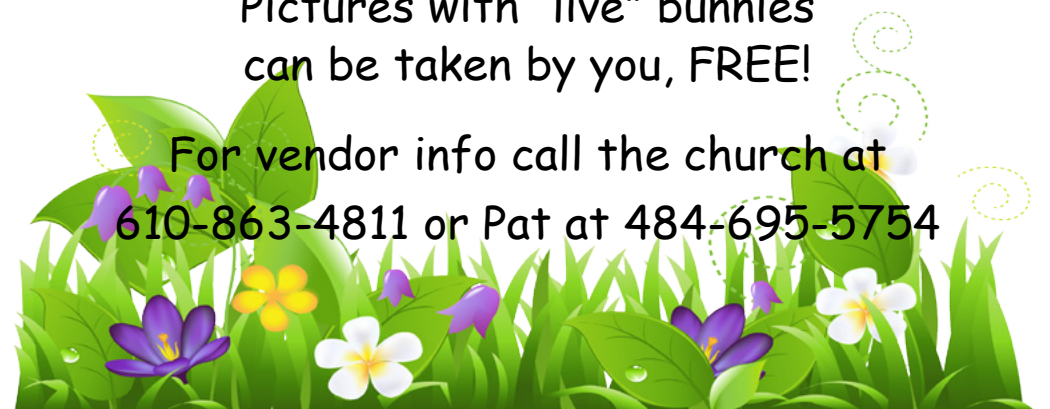 Pictures with "live" bunnies
can be taken by you, FREE!
For vendor info call the church at
610-863-4811 or Pat at 484-695-5754